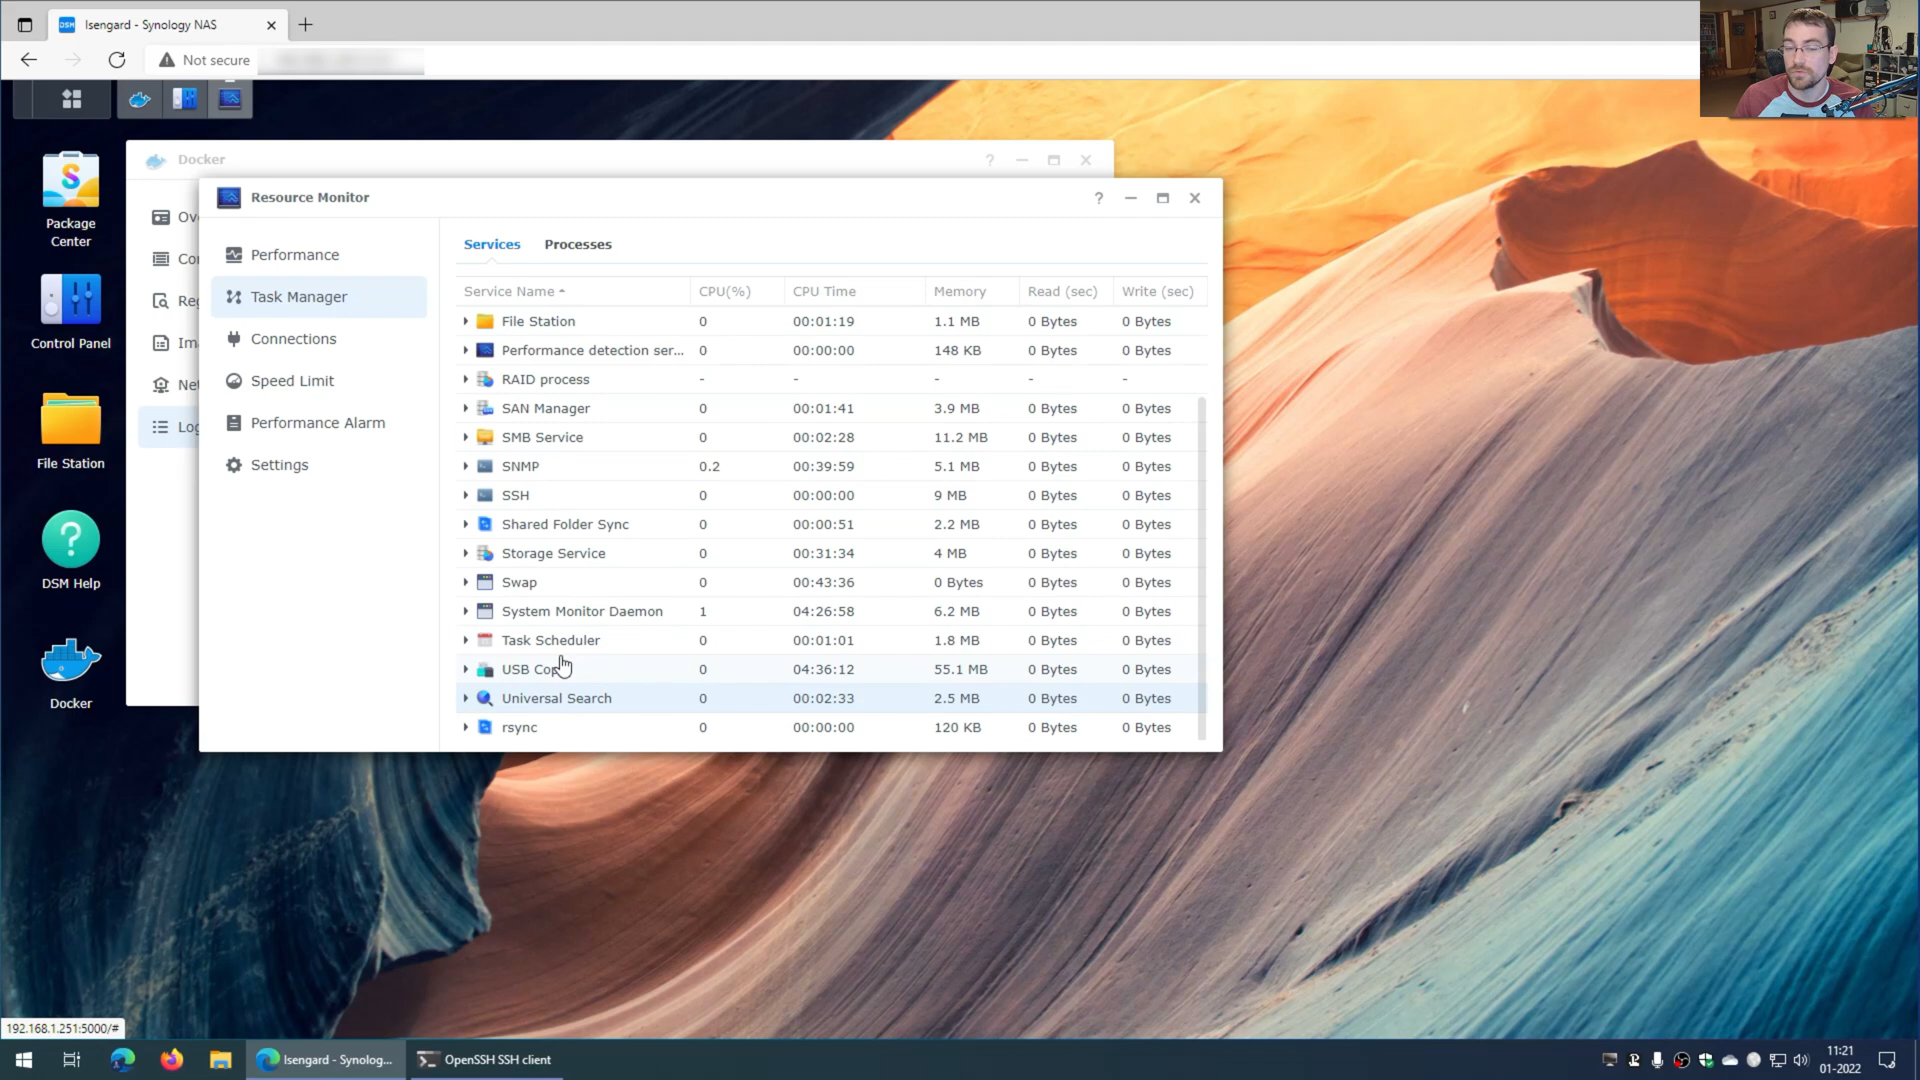 Isengard - Synology NAS
Not secure
Package
Center
Control Panel
File Station
DSM Help
Docker
Docker
Ov
Co
Reg
Im
Net
Log
Resource Monitor
Performance
Task Manager
Connections
Speed Limit
Performance Alarm
Settings
Services Processes
Service Name CPU(%) CPU Time Memory Read (sec) Write (sec)
File Station 0 00:01:19 1.1 MB 0 Bytes 0 Bytes
Performance detection ser... 0 00:00:00 148 KB 0 Bytes 0 Bytes
RAID process - - - - -
SAN Manager 0 00:01:41 3.9 MB 0 Bytes 0 Bytes
SMB Service 0 00:02:28 11.2 MB 0 Bytes 0 Bytes
SNMP 0.2 00:39:59 5.1 MB 0 Bytes 0 Bytes
SSH 0 00:00:00 9 MB 0 Bytes 0 Bytes
Shared Folder Sync 0 00:00:51 2.2 MB 0 Bytes 0 Bytes
Storage Service 0 00:31:34 4 MB 0 Bytes 0 Bytes
Swap 0 00:43:36 0 Bytes 0 Bytes 0 Bytes
System Monitor Daemon 1 04:26:58 6.2 MB 0 Bytes 0 Bytes
Task Scheduler 0 00:01:01 1.8 MB 0 Bytes 0 Bytes
USB Co 0 04:36:12 55.1 MB 0 Bytes 0 Bytes
Universal Search 0 00:02:33 2.5 MB 0 Bytes 0 Bytes
rsync 0 00:00:00 120 KB 0 Bytes 0 Bytes
192.168.1.251:5000/#
Isengard - Synolog...
OpenSSH SSH client
11:21
01-2022